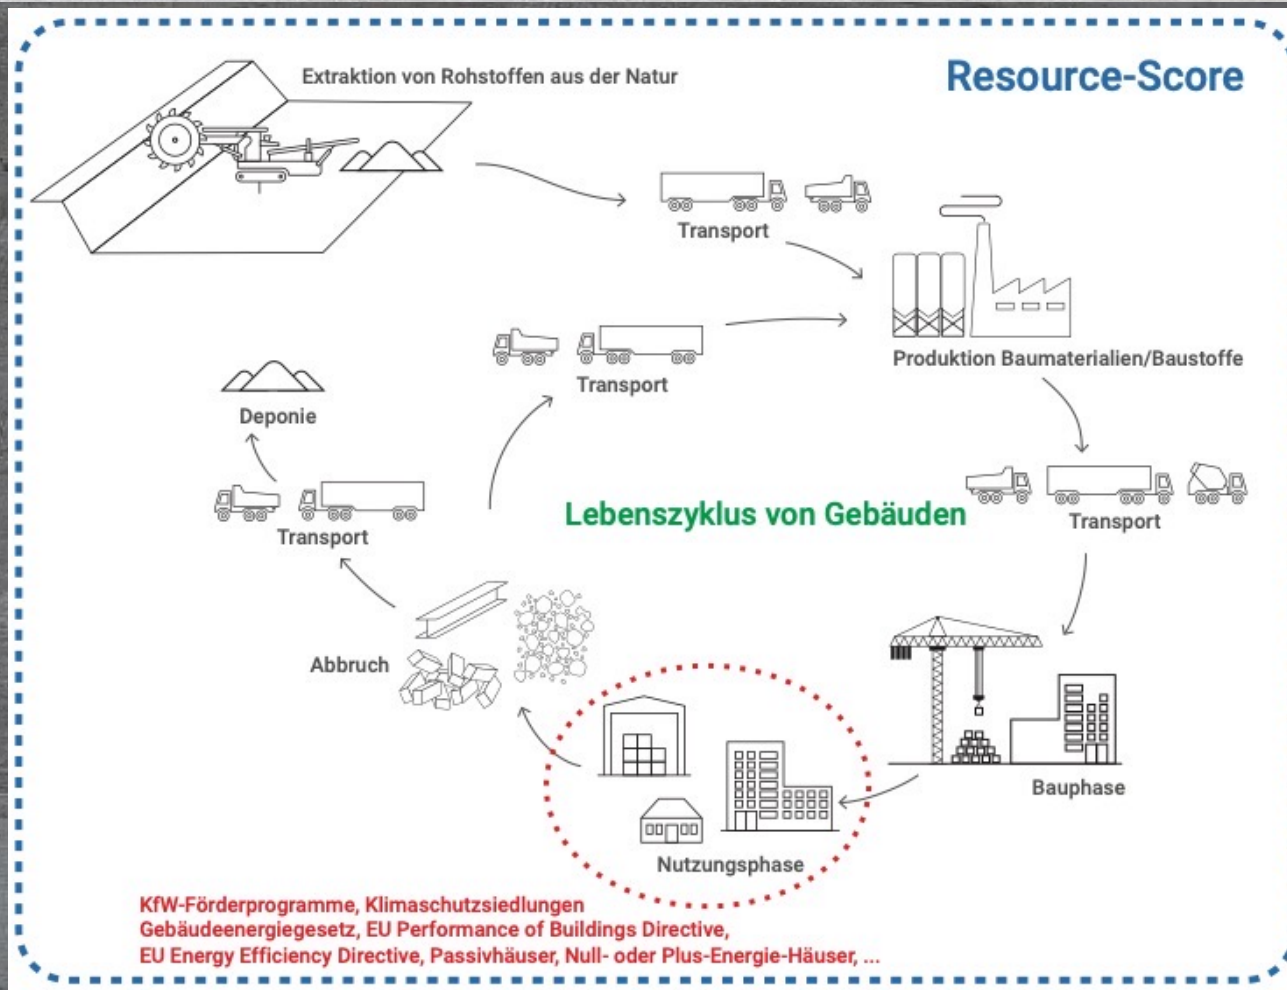 Resource-Score
Extraktion von Rohstoffen aus der Natur
Transport
Produktion Baumaterialien/Baustoffe
Transport
Deponie
Transport
Lebenszyklus von Gebäuden
Transport
Abbruch
Bauphase
Nutzungsphase
KfW-Förderprogramme, Klimaschutzsiedlungen
Gebäudeenergiegesetz, EU Performance of Buildings Directive,
EU Energy Efficiency Directive, Passivhäuser, Null- oder Plus-Energie-Häuser, ...